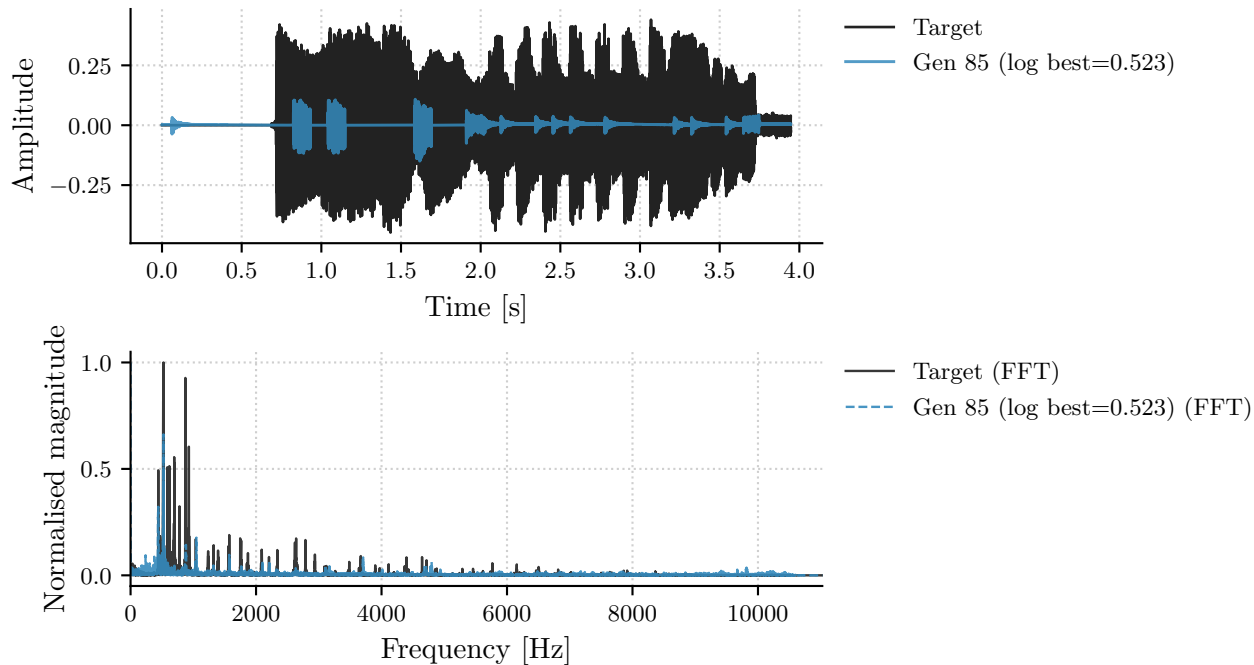 Target
Gen 85 (log best=0.523)
Amplitude
0.25
0.00
−0.25
0.0 0.5 1.0 1.5 2.0 2.5 3.0 3.5 4.0
Time [s]
Target (FFT)
Gen 85 (log best=0.523) (FFT)
Normalised magnitude
1.0
0.5
0.0
0 2000 4000 6000 8000 10000
Frequency [Hz]